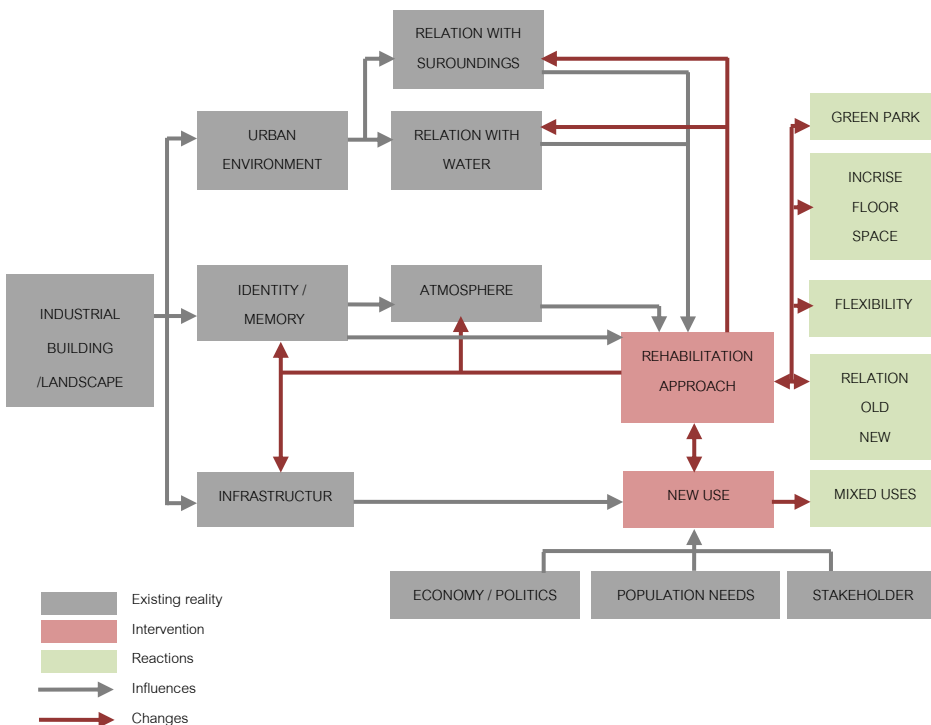 RELATION WITH
SUROUNDINGS
URBAN
ENVIRONMENT
RELATION WITH
WATER
GREEN PARK
INCRISE
FLOOR
SPACE
INDUSTRIAL
BUILDING
/LANDSCAPE
IDENTITY /
MEMORY
ATMOSPHERE
FLEXIBILITY
REHABILITATION
APPROACH
RELATION
OLD
NEW
INFRASTRUCTUR
NEW USE
MIXED USES
ECONOMY / POLITICS
POPULATION NEEDS
STAKEHOLDER
Existing reality
Intervention
Reactions
Influences
Changes